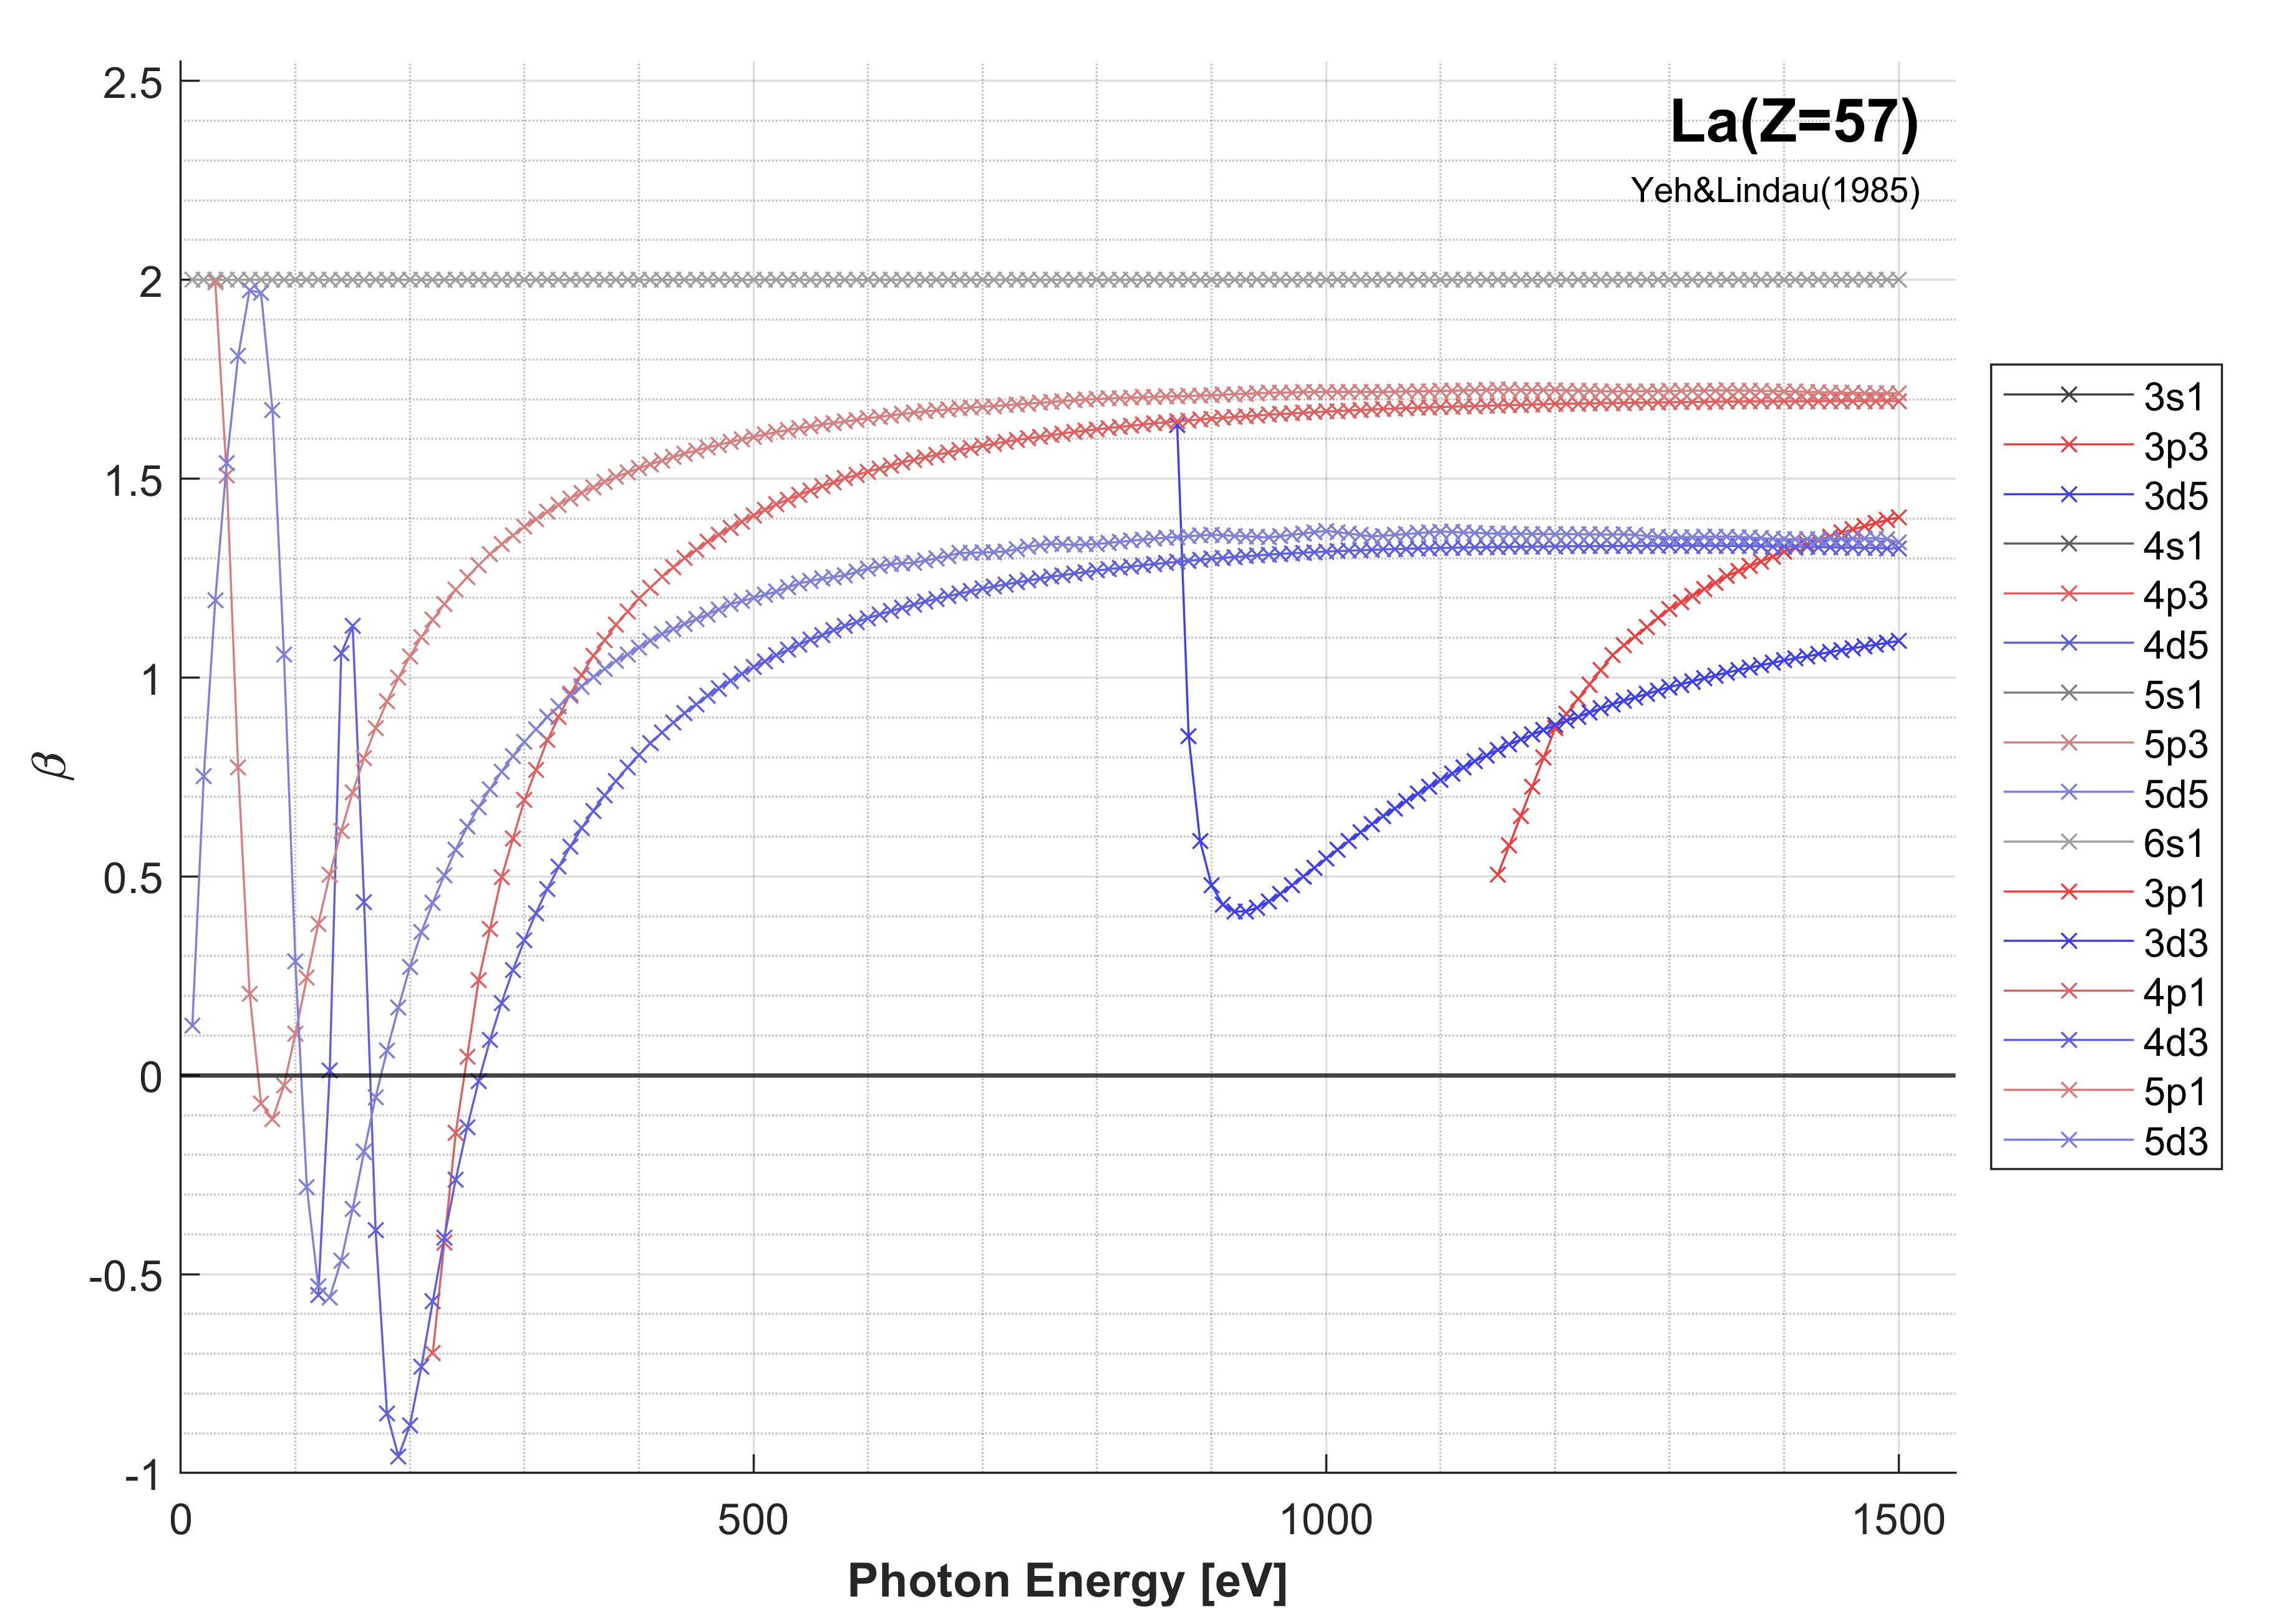 La(Z=57)
Yeh&Lindau(1985)
2.5
2
1.5
1
0.5
0
-0.5
-1
β
0 500 1000 1500
Photon Energy [eV]
3s1
3p3
3d5
4s1
4p3
4d5
5s1
5p3
5d5
6s1
3p1
3d3
4p1
4d3
5p1
5d3